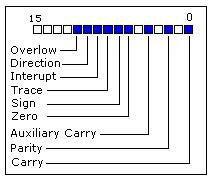 15 0
Overlow
Direction
Interupt
Trace
Sign
Zero
Auxiliary Carry
Parity
Carry